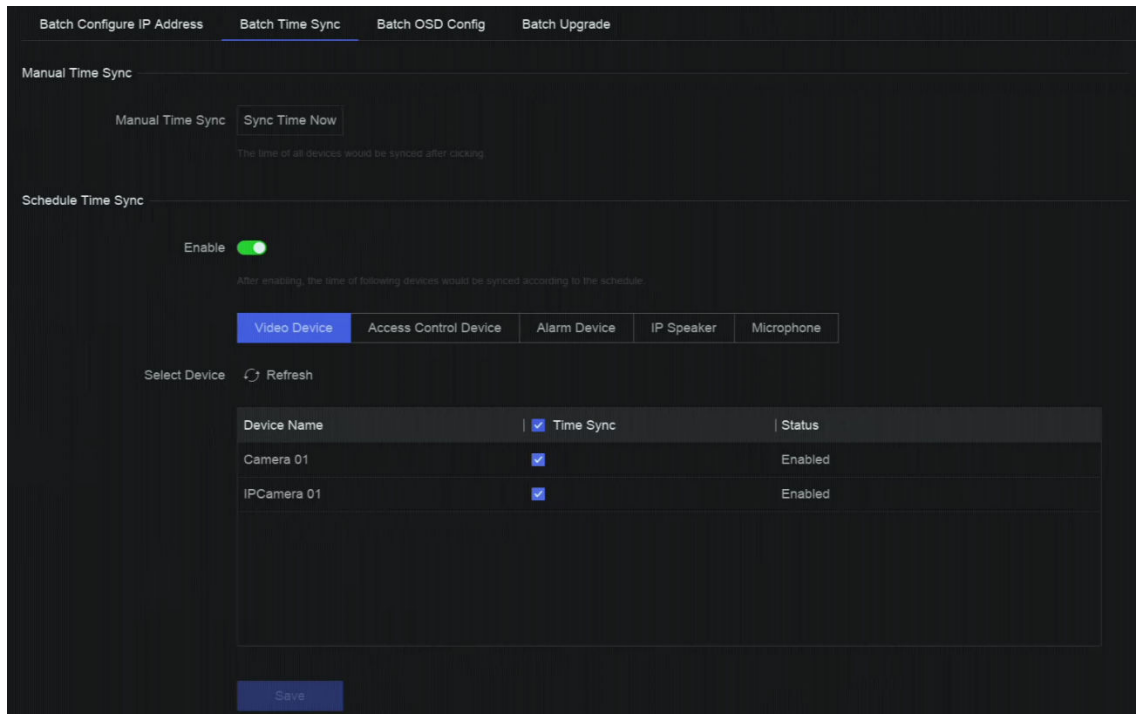 Batch Configure IP Address Batch Time Sync Batch OSD Config Batch Upgrade
Manual Time Sync
Manual Time Sync Sync Time Now
The time of all devices would be synced after clicking.
Schedule Time Sync
Enable
After enabling, the time of following devices would be synced according to the schedule.
Video Device Access Control Device Alarm Device IP Speaker Microphone
Select Device Refresh
Device Name | Time Sync | Status
Camera 01 Enabled
IPCamera 01 Enabled
Save